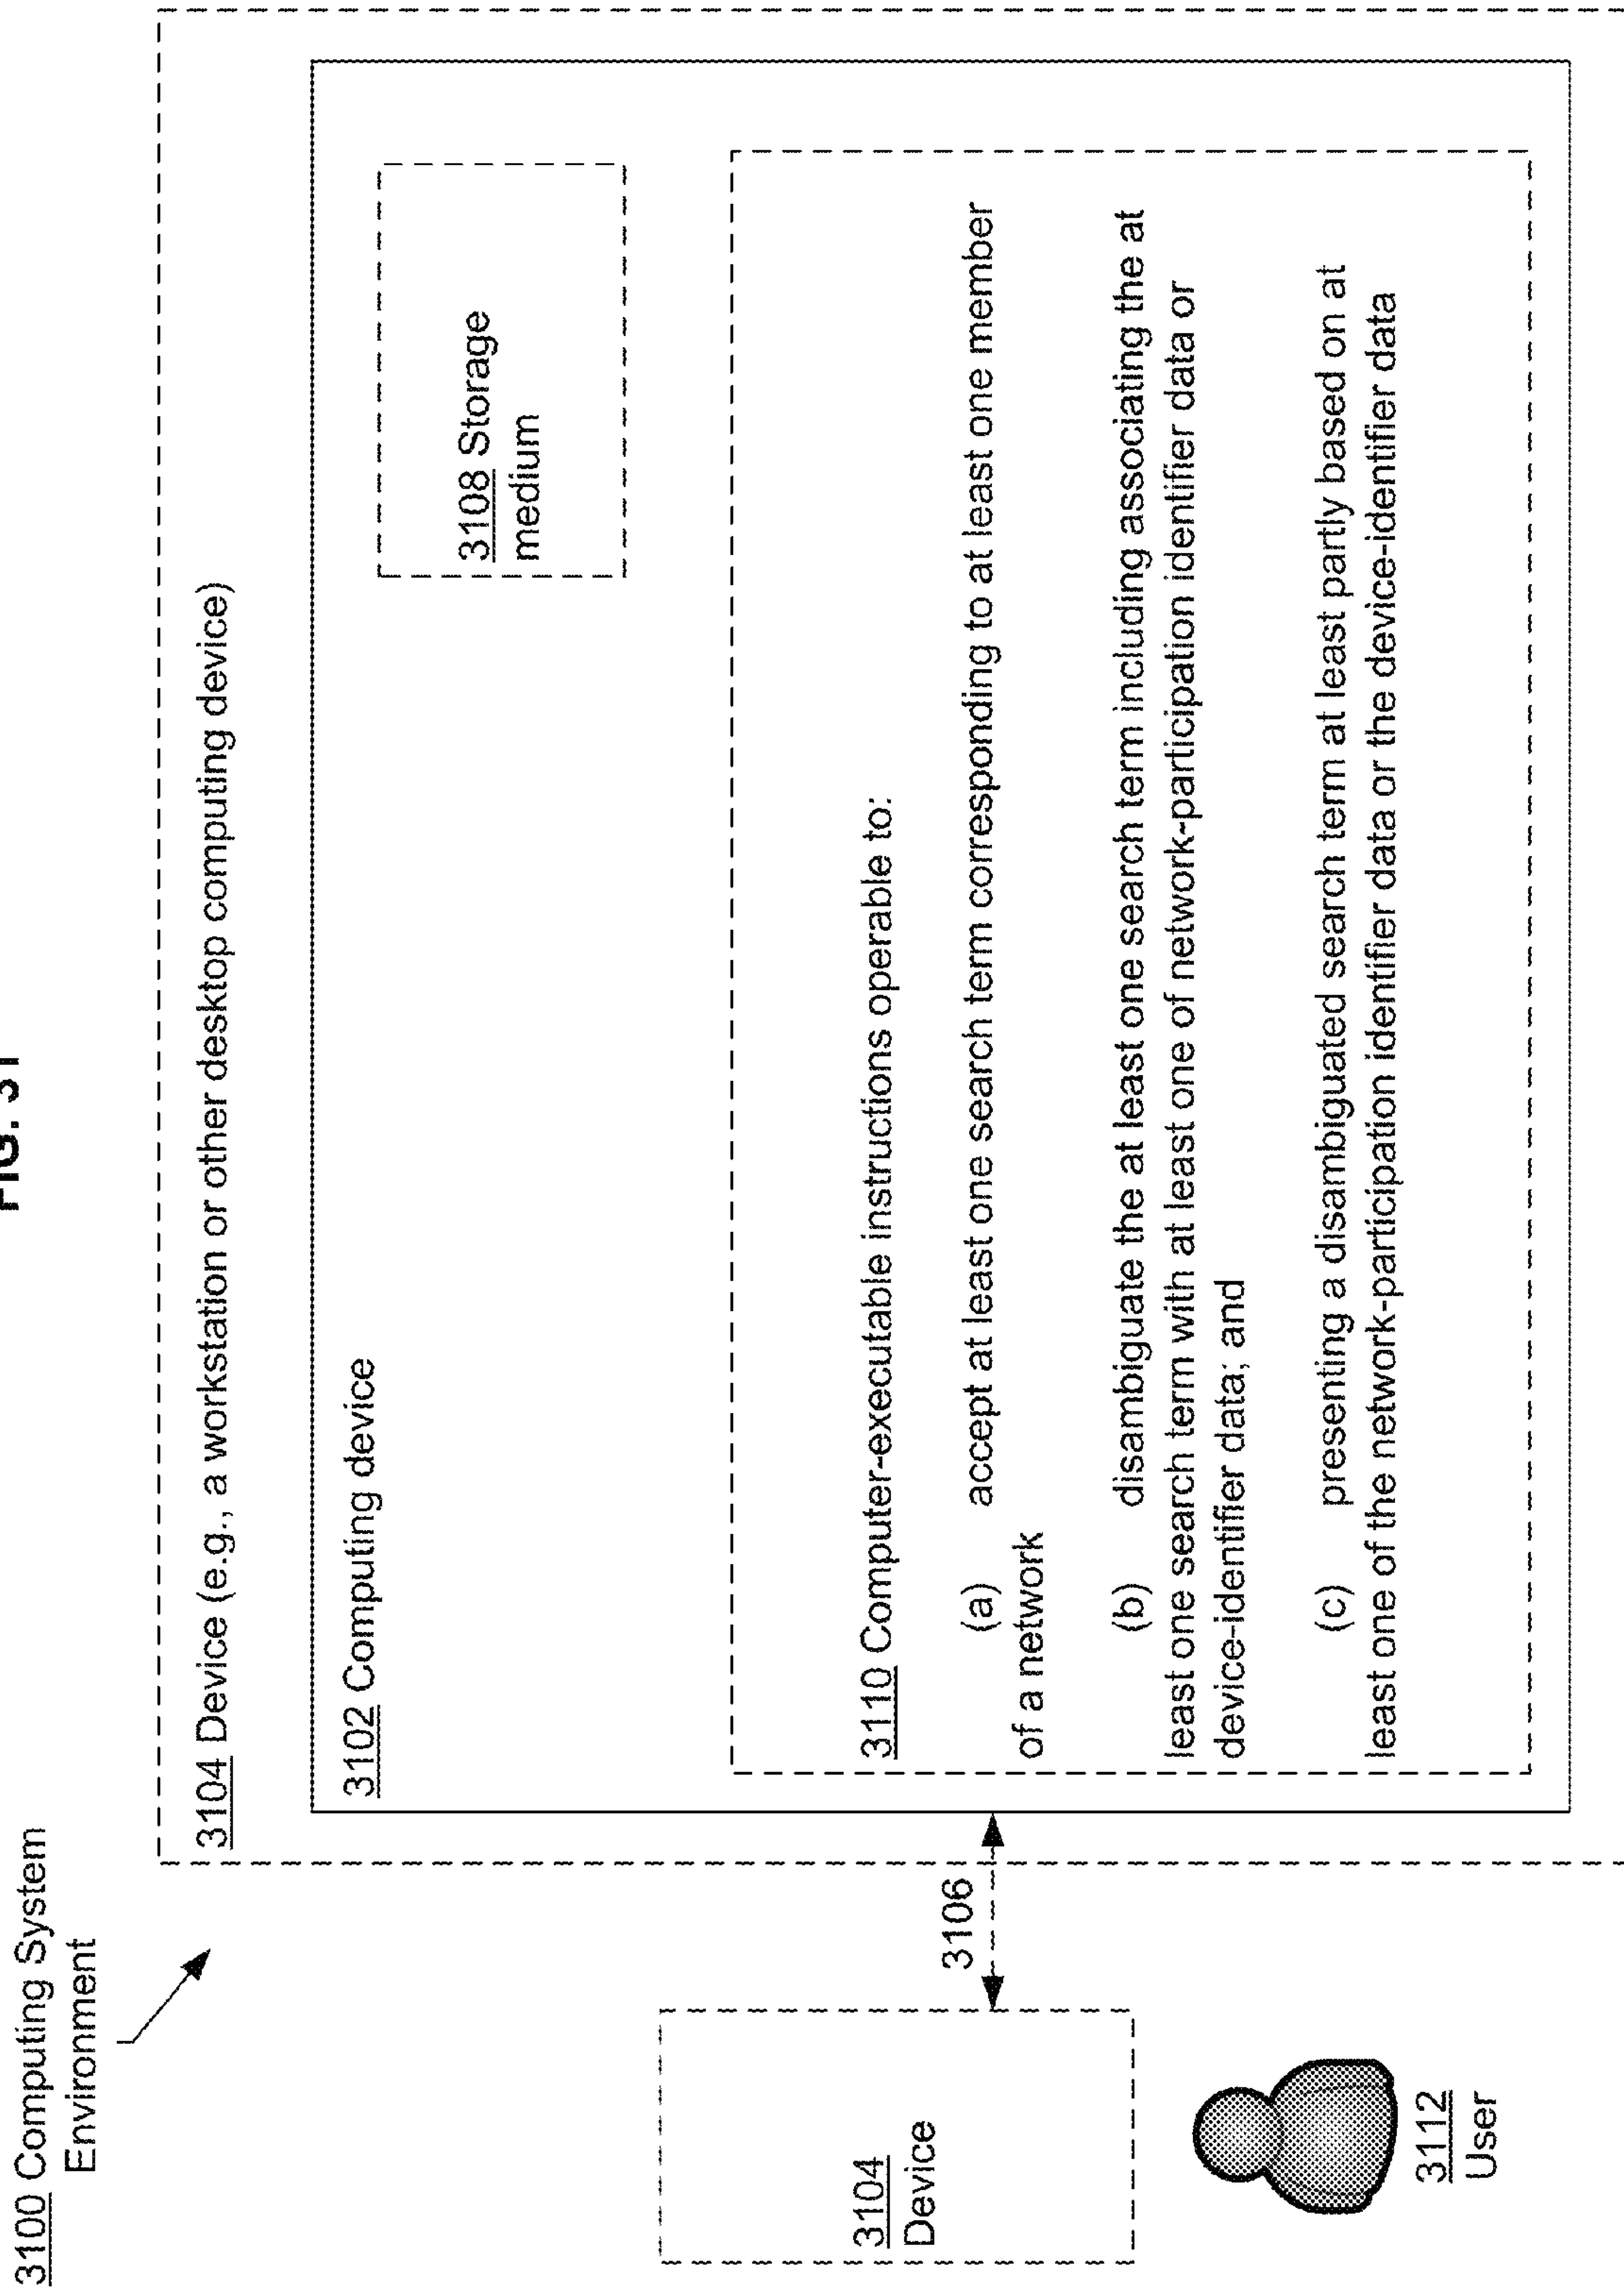 FIG. 31
3100 Computing System
Environment
3104 Device (e.g., a workstation or other desktop computing device)
3102 Computing device
3108 Storage
medium
3110 Computer-executable instructions operable to:
(a) accept at least one search term corresponding to at least one member
of a network
(b) disambiguate the at least one search term including associating the at
least one search term with at least one of network-participation identifier data or
device-identifier data; and
(c) presenting a disambiguated search term at least partly based on at
least one of the network-participation identifier data or the device-identifier data
3106
3104
Device
3112
User